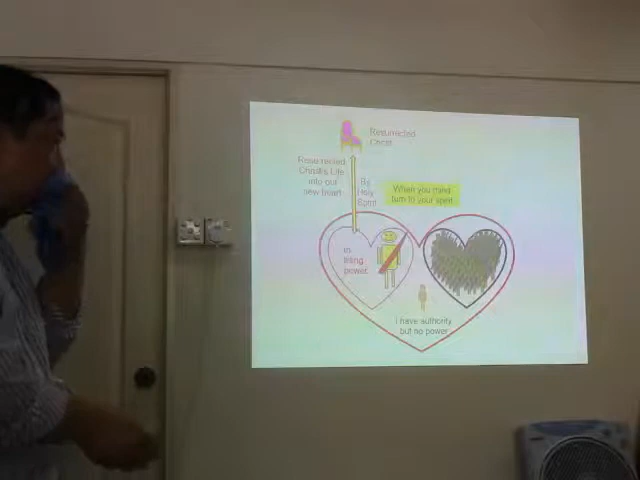 Resurrected
Christ
Resurrected
Christ's Life
into our
new heart
By
Holy
Spirit
When you mind
turn to your spirit
in
power
I have authority
but no power